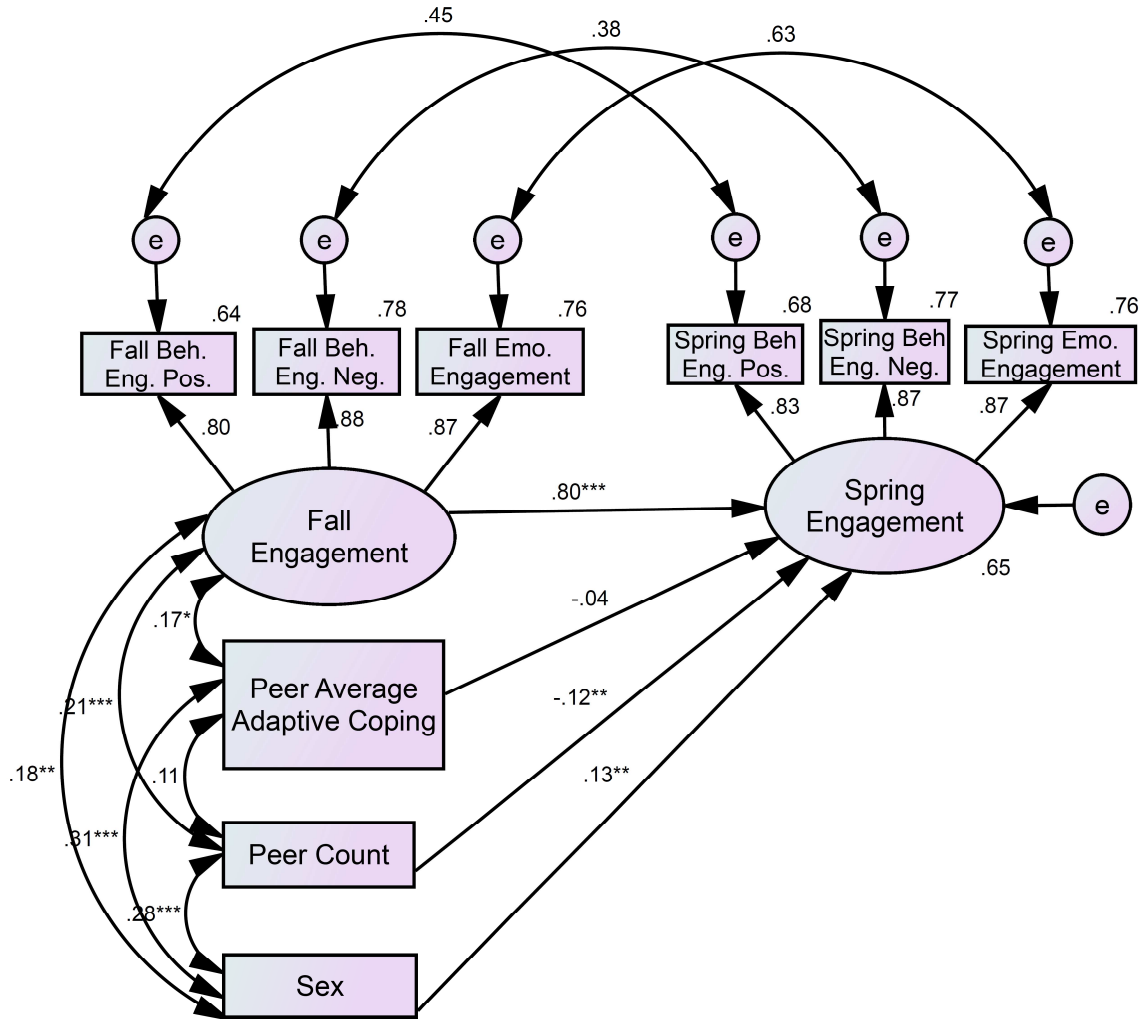 .45
.38
.63
e
e
e
e
e
e
.64
.78
.76
.68
.77
.76
Fall Beh.
Eng. Pos.
Fall Beh.
Eng. Neg.
Fall Emo.
Engagement
Spring Beh
Eng. Pos.
Spring Beh
Eng. Neg.
Spring Emo.
Engagement
.80
.88
.87
.83
.87
.87
Fall
Engagement
.80***
Spring
Engagement
e
.65
.17*
-.04
Peer Average
Adaptive Coping
.21***
-.12**
.18**
.11
.13**
.31***
Peer Count
.28***
Sex